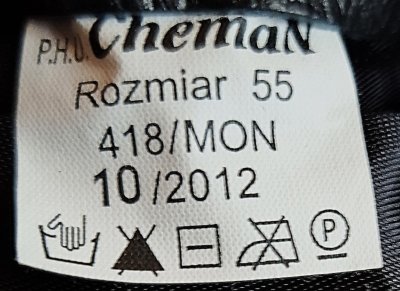 P.H.U. ChemaN
Rozmiar 55
418/MON
10/2012
P